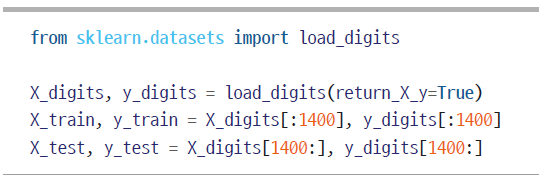 from sklearn.datasets import load_digits
X_digits, y_digits = load_digits(return_X_y=True)
X_train, y_train = X_digits[:1400], y_digits[:1400]
X_test, y_test = X_digits[1400:], y_digits[1400:]